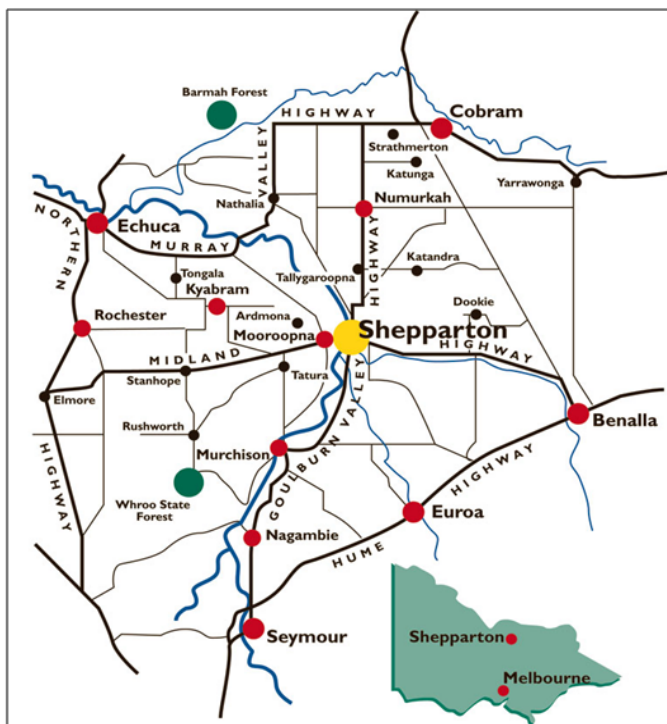 Barmah Forest
HIGHWAY
Cobram
Strathmerton
Katunga
Yarrawonga
VALLEY
Nathalia
Numurkah
NORTHERN
Echuca
MURRAY
HIGHWAY
Katandra
Tallygaroopna
Tongala
Kyabram
Dookie
Ardmona
Rochester
Mooroopna
Shepparton
MIDLAND
HIGHWAY
Stanhope
Tatura
Elmore
Benalla
Rushworth
GOULBURN VALLEY
Murchison
HIGHWAY
HIGHWAY
Whroo State
Forest
Euroa
Nagambie
HUME
Seymour
Shepparton
Melbourne